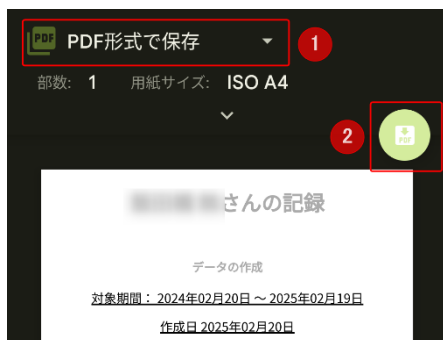 PDF PDF形式で保存 1
部数: 1 用紙サイズ: ISO A4
2 PDF
さんの記録
データの作成
対象期間： 2024年02月20日 ～ 2025年02月19日
作成日 2025年02月20日